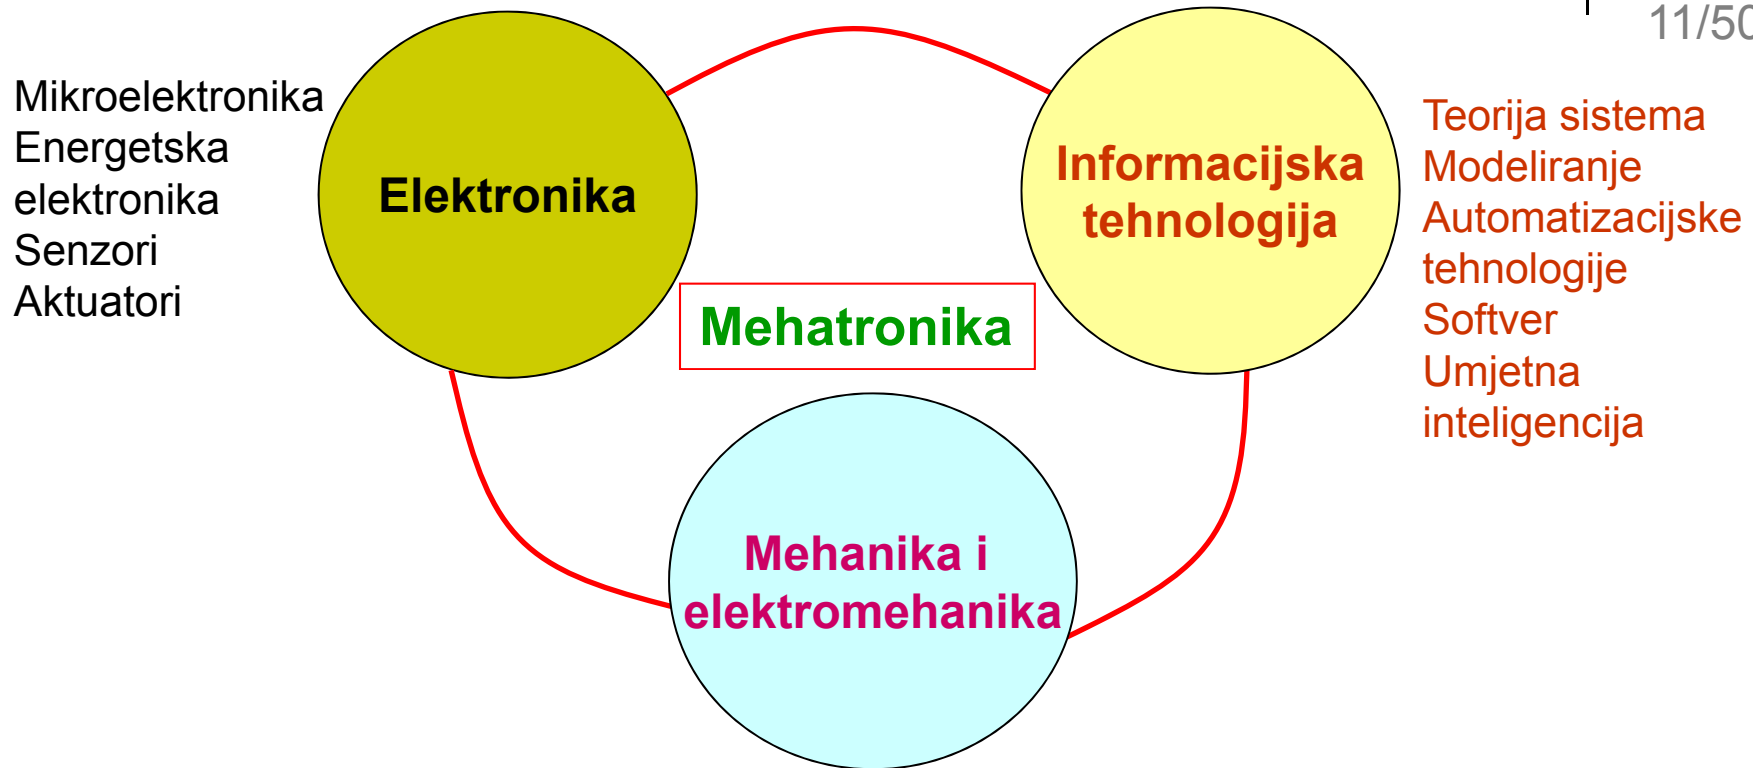 11/50
Mikroelektronika
Energetska
elektronika
Senzori
Aktuatori
Elektronika
Informacijska
tehnologija
Teorija sistema
Modeliranje
Automatizacijske
tehnologije
Softver
Umjetna
inteligencija
Mehatronika
Mehanika i
elektromehanika